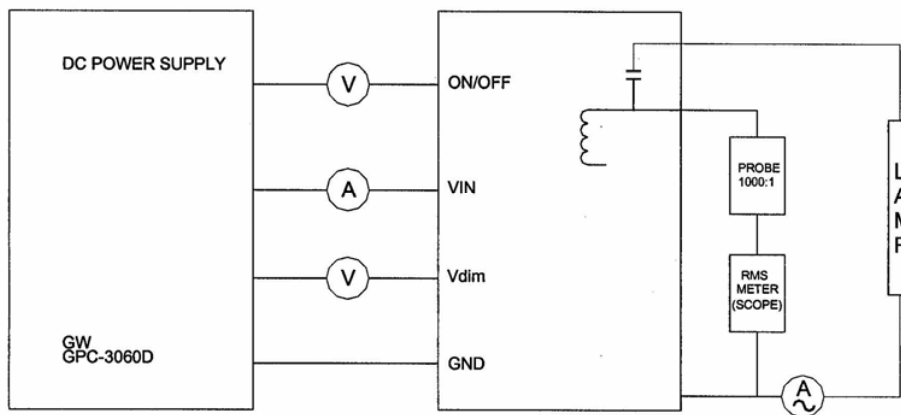 DC POWER SUPPLY
V
ON/OFF
A
VIN
V
Vdim
GW
GPC-3060D
GND
PROBE
1000:1
RMS
METER
(SCOPE)
L
A
M
P
A